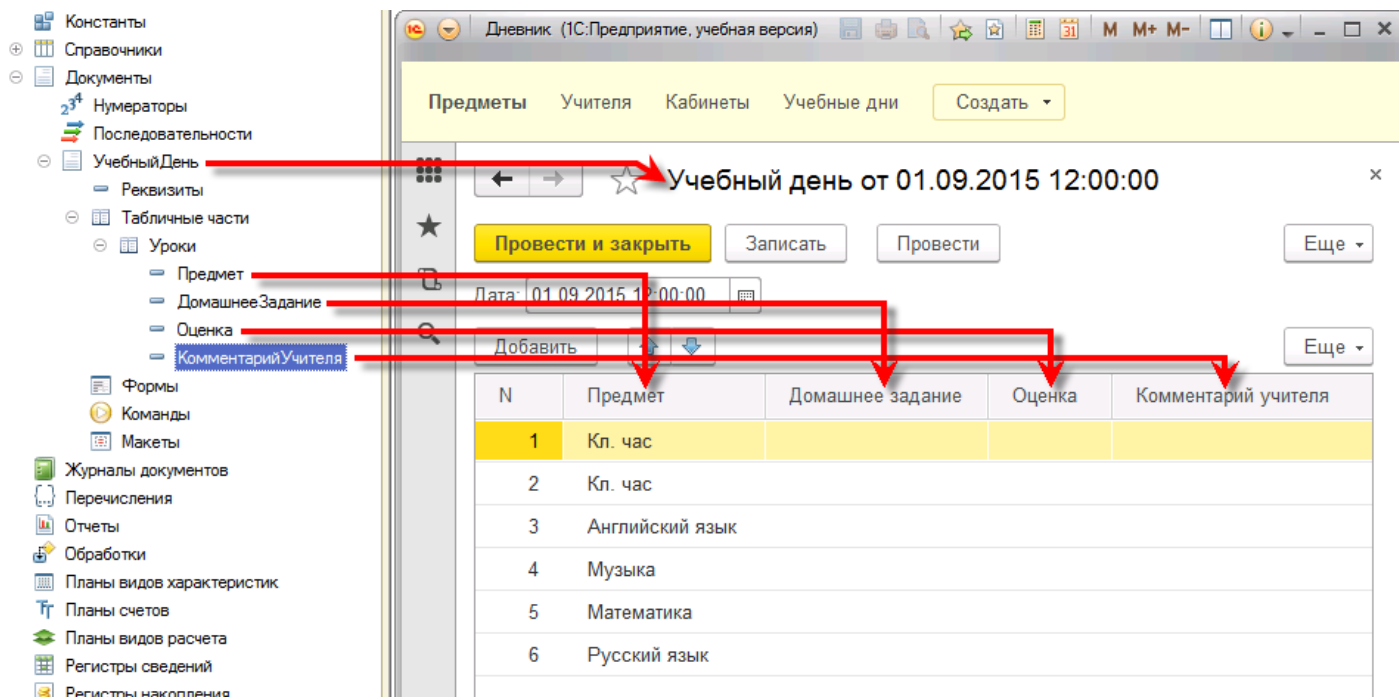 Константы
Справочники
Документы
Нумераторы
Последовательности
УчебныйДень
Реквизиты
Табличные части
Уроки
Предмет
ДомашнееЗадание
Оценка
КомментарийУчителя
Формы
Команды
Макеты
Журналы документов
Перечисления
Отчеты
Обработки
Планы видов характеристик
Планы счетов
Планы видов расчета
Регистры сведений
Регистры накопления
Дневник (1С:Предприятие, учебная версия) 31 M M+ M-
Предметы Учителя Кабинеты Учебные дни Создать
Учебный день от 01.09.2015 12:00:00
Провести и закрыть Записать Провести Еще
Дата: 01.09.2015 12:00:00
Добавить Еще
N Предмет Домашнее задание Оценка Комментарий учителя
1 Кл. час
2 Кл. час
3 Английский язык
4 Музыка
5 Математика
6 Русский язык